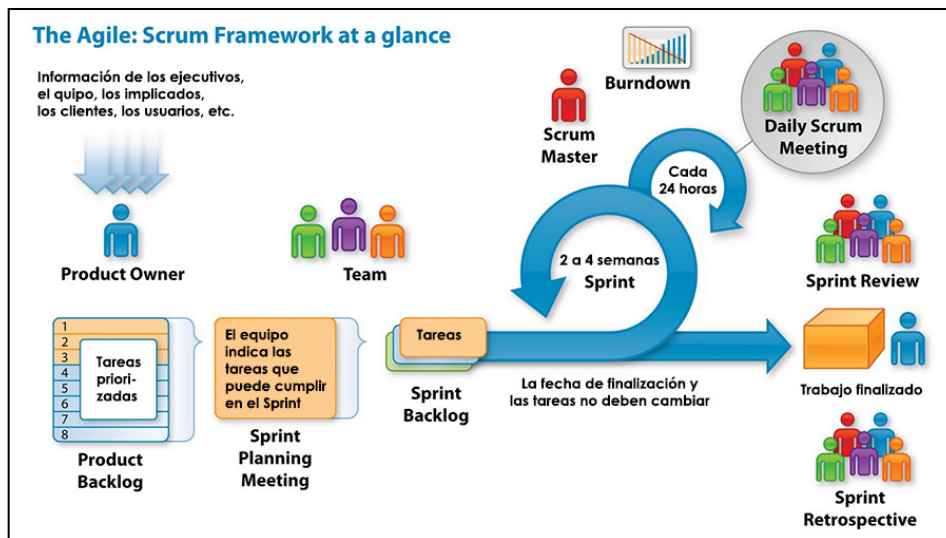 The Agile: Scrum Framework at a glance
Información de los ejecutivos,
el quipo, los implicados,
los clientes, los usuarios, etc.
Product Owner
Team
Scrum
Master
Burndown
Daily Scrum
Meeting
Cada
24 horas
2 a 4 semanas
Sprint
Sprint Review
1
2
3
4
5
6
7
8
Tareas
priori-
zadas
Product
Backlog
El equipo
indica las
tareas que
puede cumplir
en el Sprint
Sprint
Planning
Meeting
Tareas
Sprint
Backlog
La fecha de finalización y
las tareas no deben cambiar
Trabajo finalizado
Sprint
Retrospective